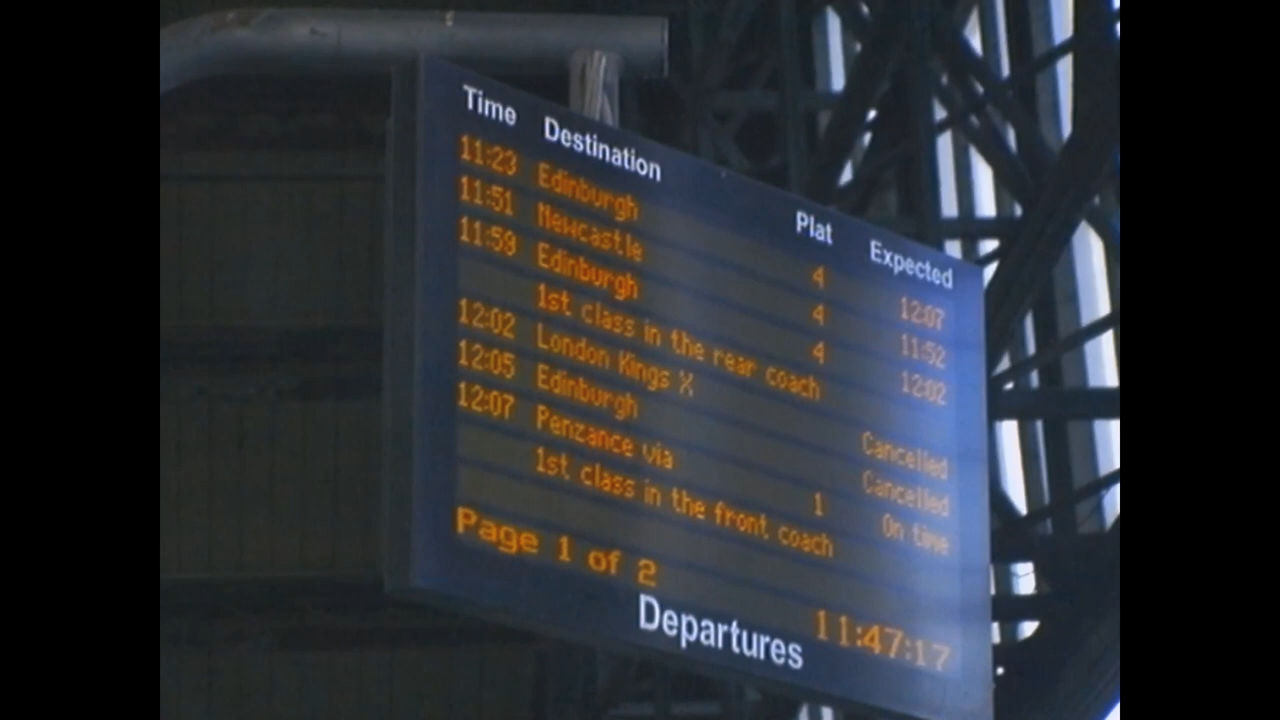 Time Destination Plat Expected
11:23 Edinburgh 4 12:07
11:51 Newcastle 4 11:52
11:59 Edinburgh 4 12:02
1st class in the rear coach
12:02 London Kings X Cancelled
12:05 Edinburgh Cancelled
12:07 Penzance via 1 On time
1st class in the front coach
Page 1 of 2
11:47:17
Departures